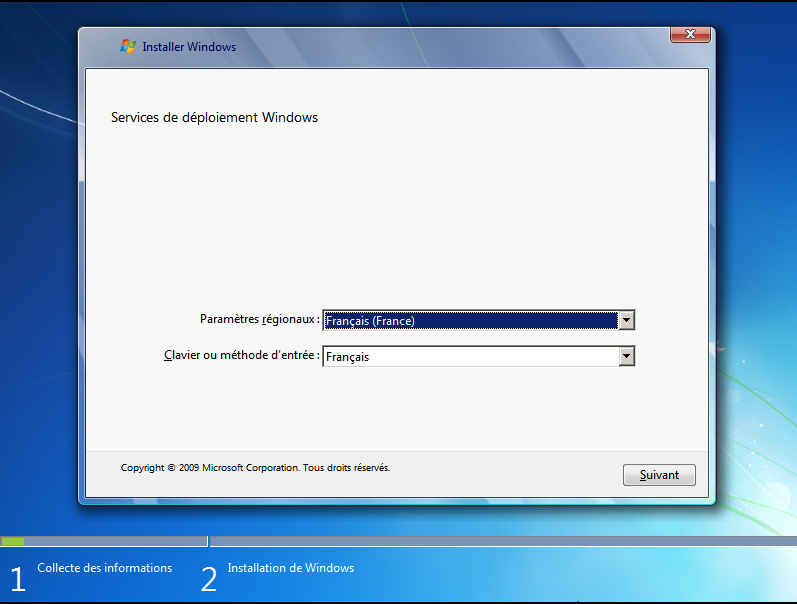 Installer Windows
Services de déploiement Windows
Paramètres régionaux : Français (France)
Clavier ou méthode d'entrée : Français
Copyright © 2009 Microsoft Corporation. Tous droits réservés.
Suivant
1 Collecte des informations
2 Installation de Windows